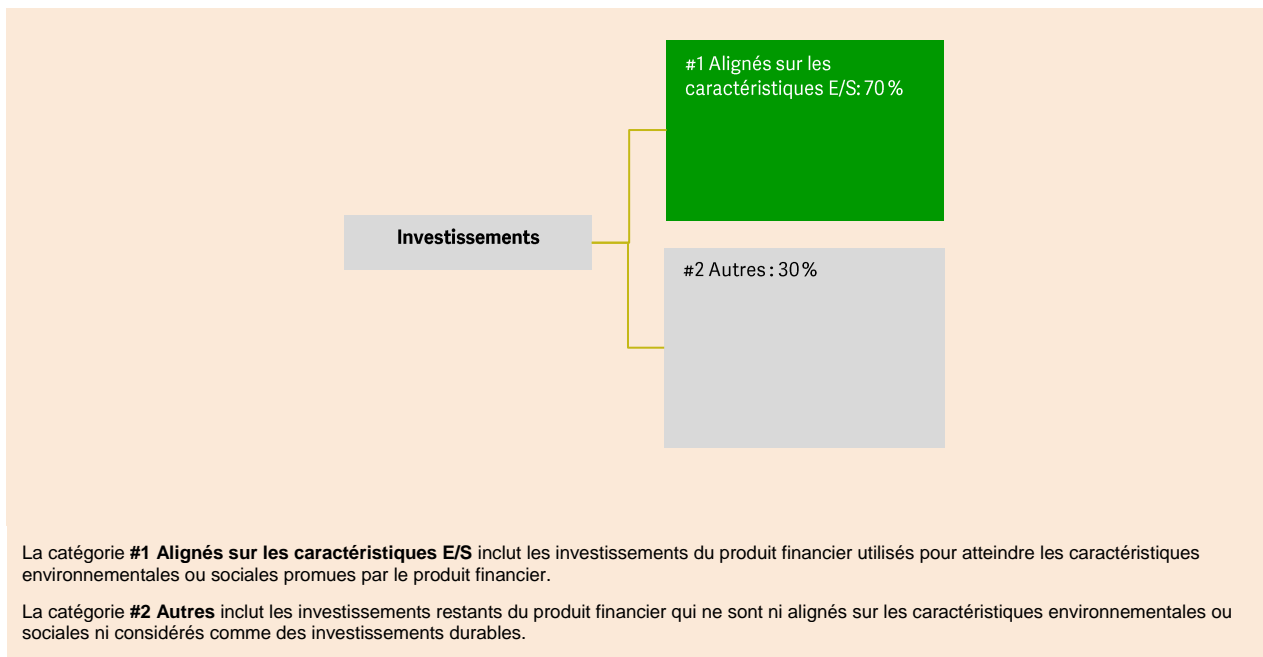 #1 Alignés sur les
caractéristiques E/S: 70 %
Investissements
#2 Autres : 30 %
La catégorie #1 Alignés sur les caractéristiques E/S inclut les investissements du produit financier utilisés pour atteindre les caractéristiques
environnementales ou sociales promues par le produit financier.
La catégorie #2 Autres inclut les investissements restants du produit financier qui ne sont ni alignés sur les caractéristiques environnementales ou
sociales ni considérés comme des investissements durables.